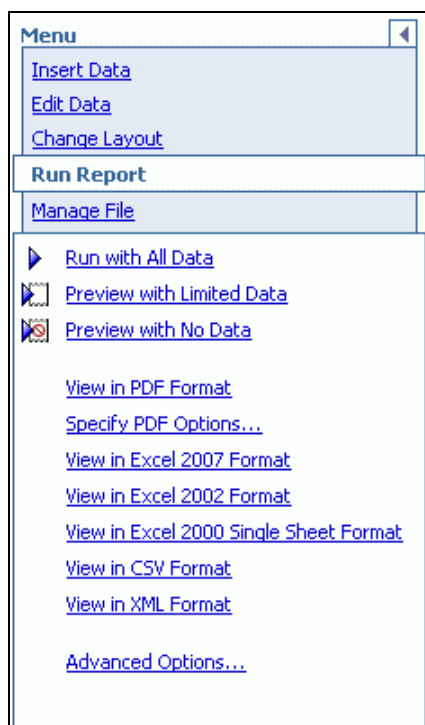 Menu
Insert Data
Edit Data
Change Layout
Run Report
Manage File
Run with All Data
Preview with Limited Data
Preview with No Data
View in PDF Format
Specify PDF Options...
View in Excel 2007 Format
View in Excel 2002 Format
View in Excel 2000 Single Sheet Format
View in CSV Format
View in XML Format
Advanced Options...